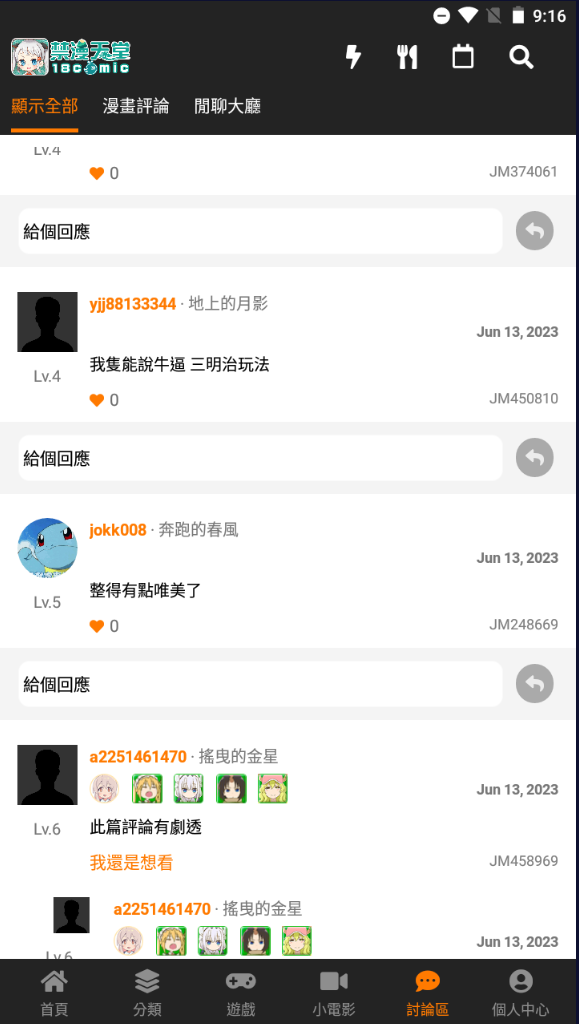 9:16
禁漫天堂
18comic
顯示全部 漫畫評論 閒聊大廳
Lv.4
0 JM374061
給個回應
yjj88133344 · 地上的月影
Jun 13, 2023
我隻能說牛逼 三明治玩法
Lv.4
0 JM450810
給個回應
jokk008 · 奔跑的春風
Jun 13, 2023
整得有點唯美了
Lv.5
0 JM248669
給個回應
a2251461470 · 搖曳的金星
Jun 13, 2023
Lv.6
此篇評論有劇透
我還是想看 JM458969
a2251461470 · 搖曳的金星
Jun 13, 2023
Lv.6
首頁 分類 遊戲 小電影 討論區 個人中心